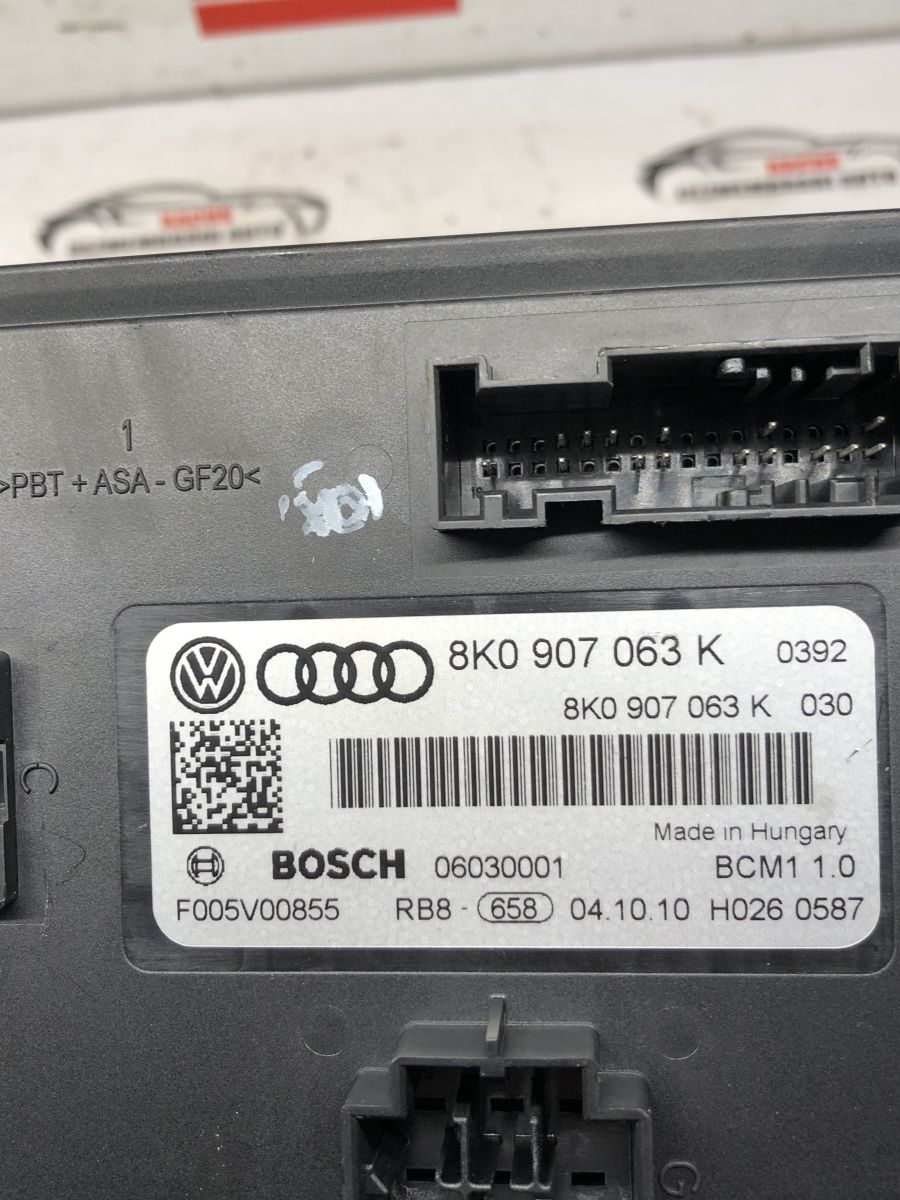 1
>PBT + ASA - GF20<
32
8K0 907 063 K 0392
8K0 907 063 K 030
C
Made in Hungary
BOSCH 06030001 BCM1 1.0
F005V00855 RB8 - 658 04.10.10 H026 0587
G